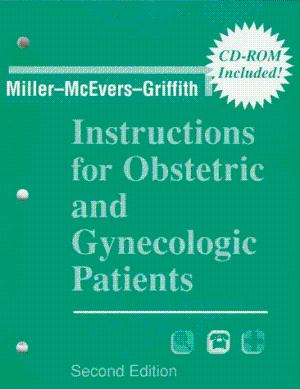 CD-ROM
Included!
Miller–McEvers–Griffith
Instructions
for Obstetric
and
Gynecologic
Patients
Second Edition